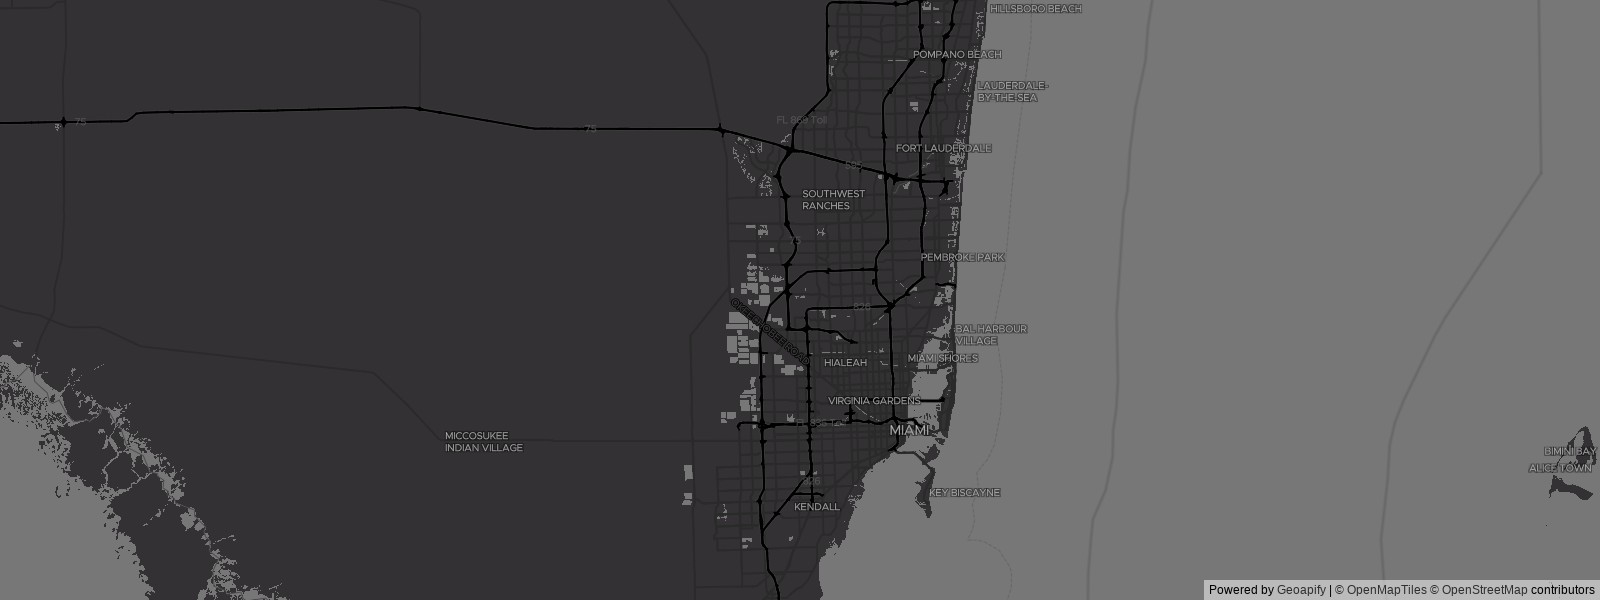 HILLSBORO BEACH
POMPANO BEACH
LAUDERDALE-
BY-THE-SEA
75
FL 869 Toll
75
FORT LAUDERDALE
595
SOUTHWEST
RANCHES
75
PEMBROKE PARK
OKEECHOBEE ROAD
826
BAL HARBOUR
VILLAGE
MIAMI SHORES
HIALEAH
VIRGINIA GARDENS
MIAMI
MICCOSUKEE
INDIAN VILLAGE
BIMINI BAY
ALICE TOWN
826
KEY BISCAYNE
KENDALL
Powered by Geoapify | © OpenMapTiles © OpenStreetMap contributors